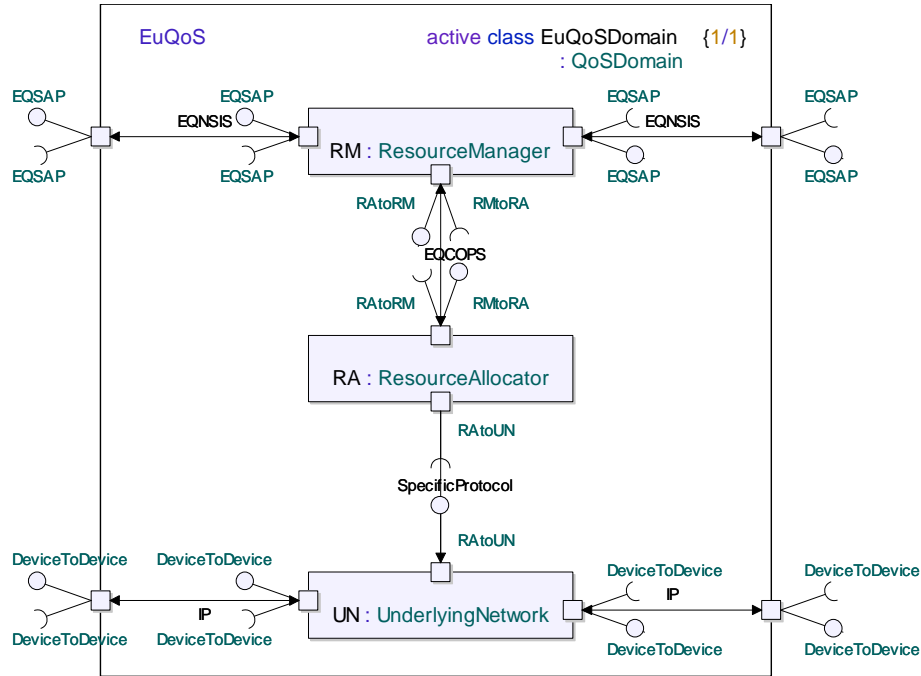 EuQoS
active class EuQoSDomain {1/1}
: QoSDomain
EQSAP
EQSAP
EQSAP
EQSAP
EQNSIS
EQNSIS
RM : ResourceManager
EQSAP
EQSAP
EQSAP
EQSAP
RAtoRM
RMtoRA
EQCOPS
RAtoRM
RMtoRA
RA : ResourceAllocator
RAtoUN
SpecificProtocol
RAtoUN
DeviceToDevice
DeviceToDevice
DeviceToDevice
DeviceToDevice
IP
UN : UnderlyingNetwork
IP
DeviceToDevice
DeviceToDevice
DeviceToDevice
DeviceToDevice